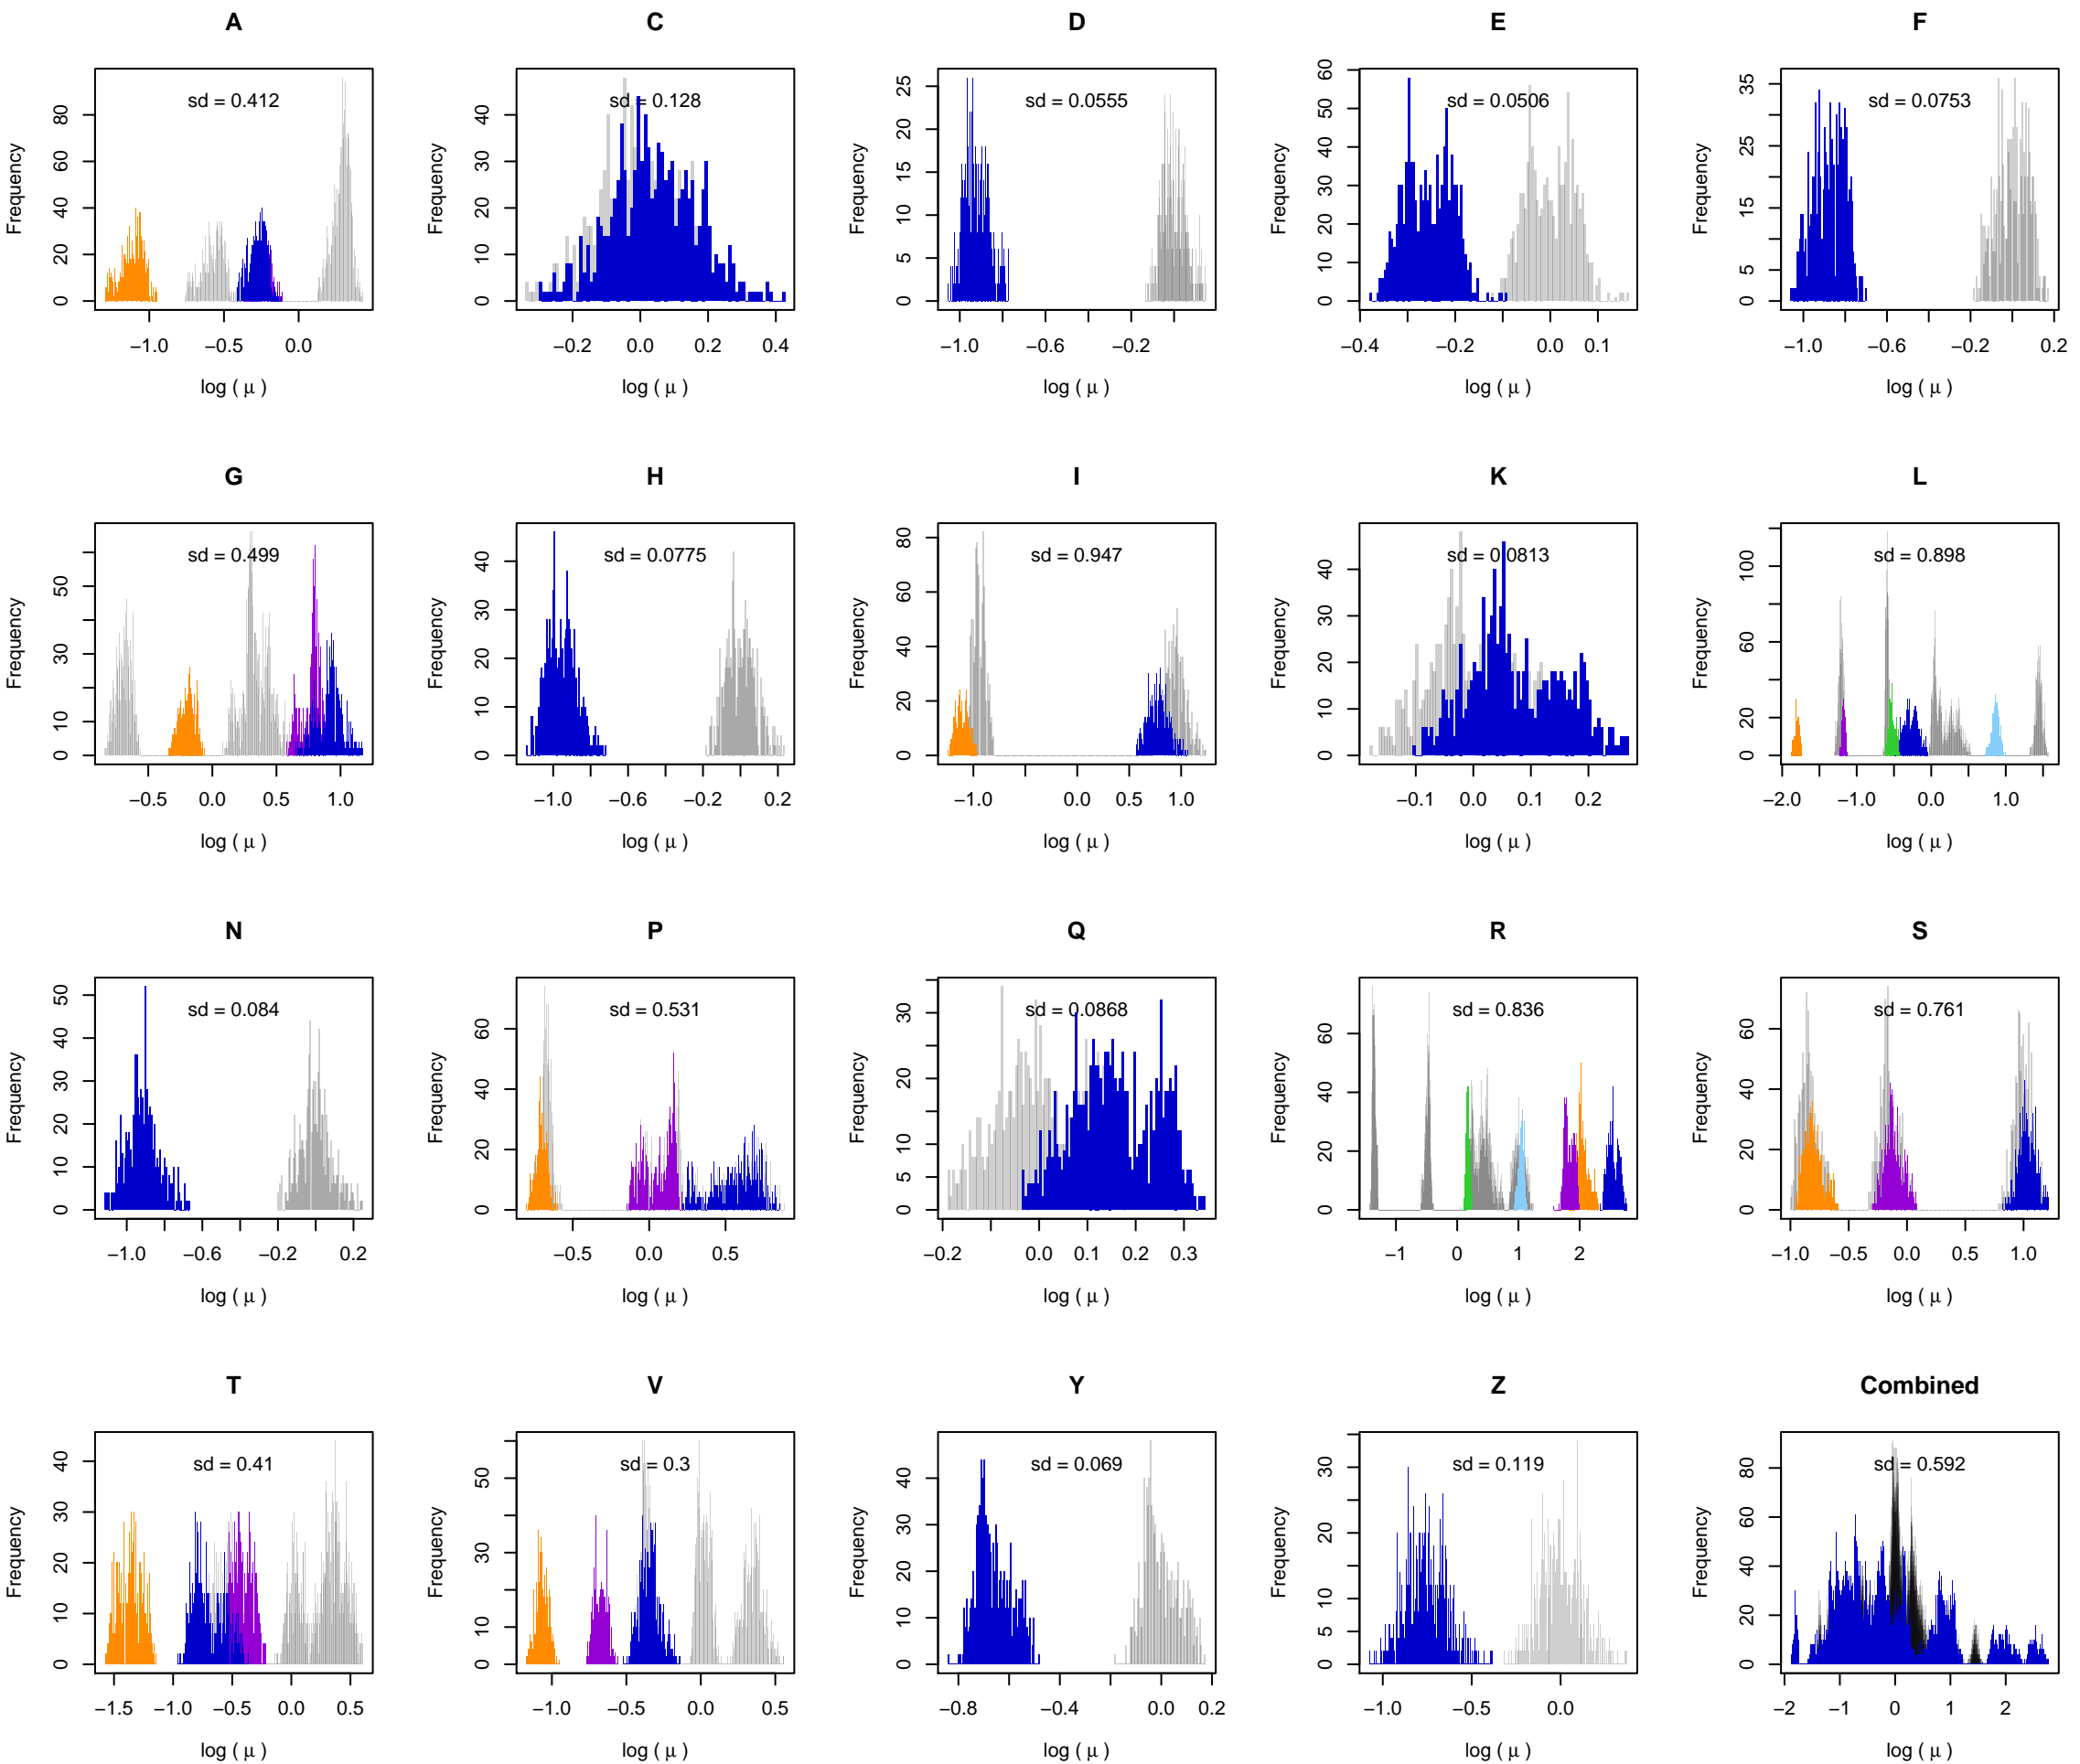 A C D E F
sd = 0.412 sd = 0.128 sd = 0.0555 sd = 0.0506 sd = 0.0753
Frequency Frequency Frequency Frequency Frequency
0 20 40 60 80
0 10 20 30 40
0 5 10 15 20 25
0 10 20 30 40 50 60
0 5 15 25 35
−1.0 −0.5 0.0
−0.2 0.0 0.2 0.4
−1.0 −0.6 −0.2
−0.4 −0.2 0.0 0.1
−1.0 −0.6 −0.2 0.2
log ( μ ) log ( μ ) log ( μ ) log ( μ ) log ( μ )
G H I K L
sd = 0.499 sd = 0.0775 sd = 0.947 sd = 0.0813 sd = 0.898
Frequency Frequency Frequency Frequency Frequency
0 10 30 50
0 10 20 30 40
0 20 40 60 80
0 10 20 30 40
0 20 60 100
−0.5 0.0 0.5 1.0
−1.0 −0.6 −0.2 0.2
−1.0 0.0 0.5 1.0
−0.1 0.0 0.1 0.2
−2.0 −1.0 0.0 1.0
log ( μ ) log ( μ ) log ( μ ) log ( μ ) log ( μ )
N P Q R S
sd = 0.084 sd = 0.531 sd = 0.0868 sd = 0.836 sd = 0.761
Frequency Frequency Frequency Frequency Frequency
0 10 20 30 40 50
0 20 40 60
0 5 10 20 30
0 20 40 60
0 20 40 60
−1.0 −0.6 −0.2 0.2
−0.5 0.0 0.5
−0.2 0.0 0.1 0.2 0.3
−1 0 1 2
−1.0 −0.5 0.0 0.5 1.0
log ( μ ) log ( μ ) log ( μ ) log ( μ ) log ( μ )
T V Y Z Combined
sd = 0.41 sd = 0.3 sd = 0.069 sd = 0.119 sd = 0.592
Frequency Frequency Frequency Frequency Frequency
0 10 20 30 40
0 10 30 50
0 10 20 30 40
0 5 10 20 30
0 20 40 60 80
−1.5 −1.0 −0.5 0.0 0.5
−1.0 −0.5 0.0 0.5
−0.8 −0.4 0.0 0.2
−1.0 −0.5 0.0
−2 −1 0 1 2
log ( μ ) log ( μ ) log ( μ ) log ( μ ) log ( μ )